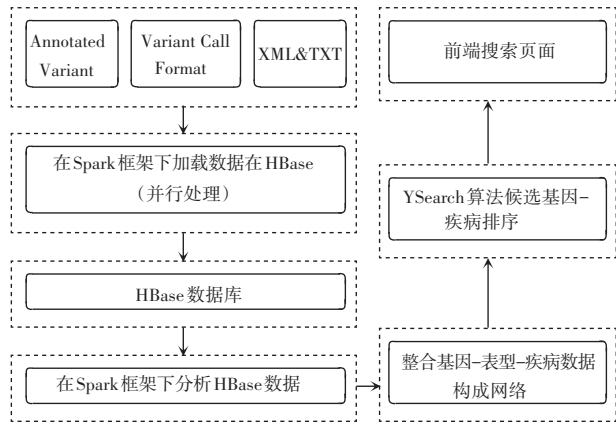 Annotated
Variant
Variant Call
Format
XML&TXT
在Spark框架下加载数据在HBase
（并行处理）
HBase数据库
在Spark框架下分析HBase数据
整合基因-表型-疾病数据
构成网络
YSearch算法候选基因-
疾病排序
前端搜索页面